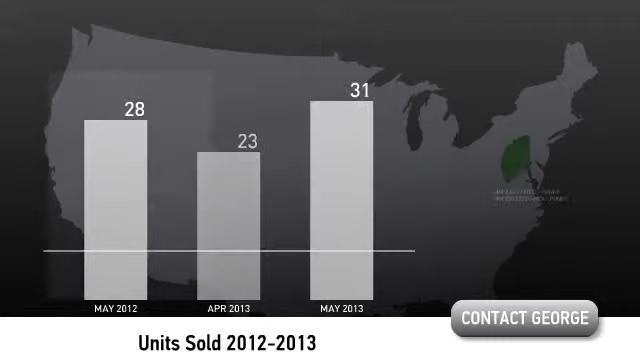 28
23
31
MAY 2012
APR 2013
MAY 2013
CONTACT GEORGE
Units Sold 2012-2013